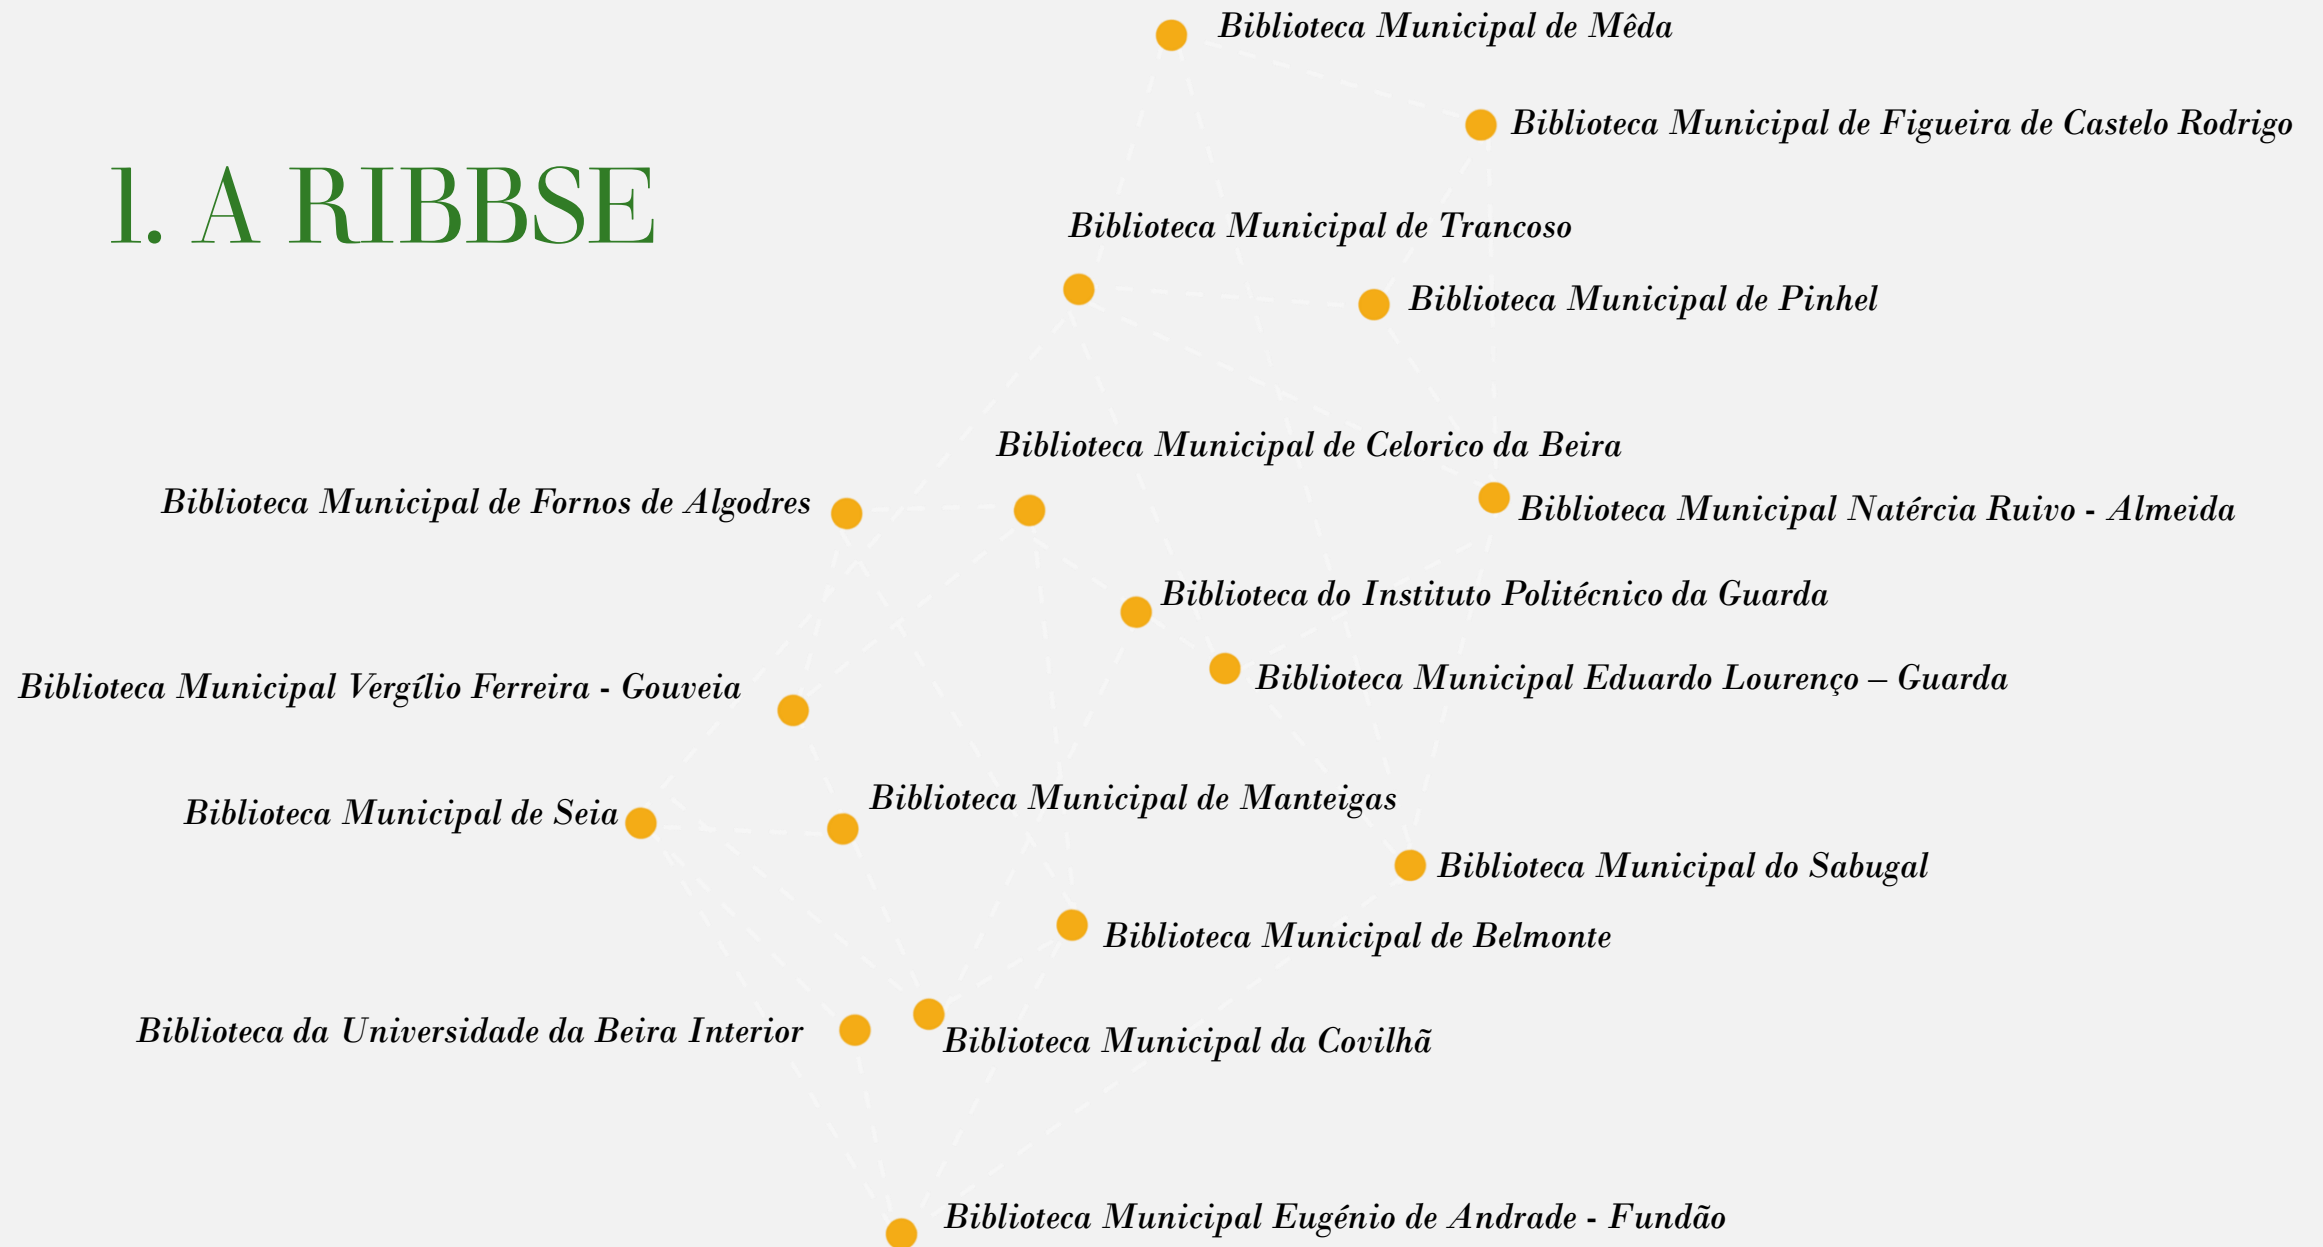 Biblioteca Municipal de Mêda
Biblioteca Municipal de Figueira de Castelo Rodrigo
1. A RIBBSE
Biblioteca Municipal de Trancoso
Biblioteca Municipal de Pinhel
Biblioteca Municipal de Celorico da Beira
Biblioteca Municipal de Fornos de Algodres
Biblioteca Municipal Natércia Ruivo - Almeida
Biblioteca do Instituto Politécnico da Guarda
Biblioteca Municipal Eduardo Lourenço – Guarda
Biblioteca Municipal Vergílio Ferreira - Gouveia
Biblioteca Municipal de Manteigas
Biblioteca Municipal de Seia
Biblioteca Municipal do Sabugal
Biblioteca Municipal de Belmonte
Biblioteca da Universidade da Beira Interior
Biblioteca Municipal da Covilhã
Biblioteca Municipal Eugénio de Andrade - Fundão